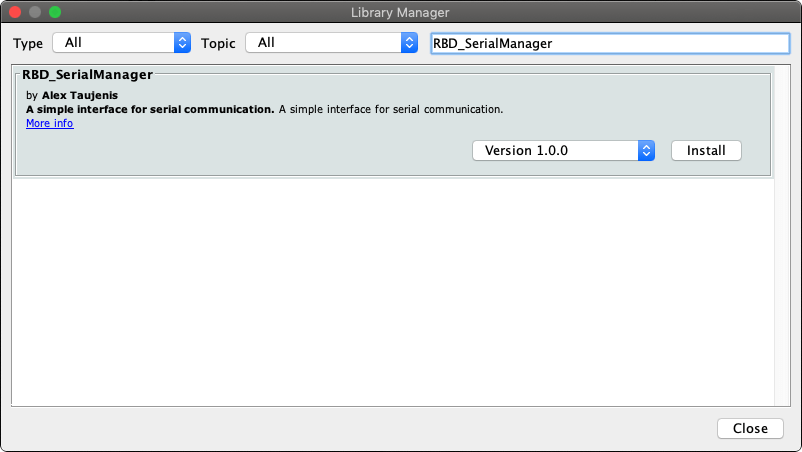 Library Manager
Type All Topic All RBD_SerialManager
RBD_SerialManager
by Alex Taujenis
A simple interface for serial communication. A simple interface for serial communication.
More info
Version 1.0.0 Install
Close